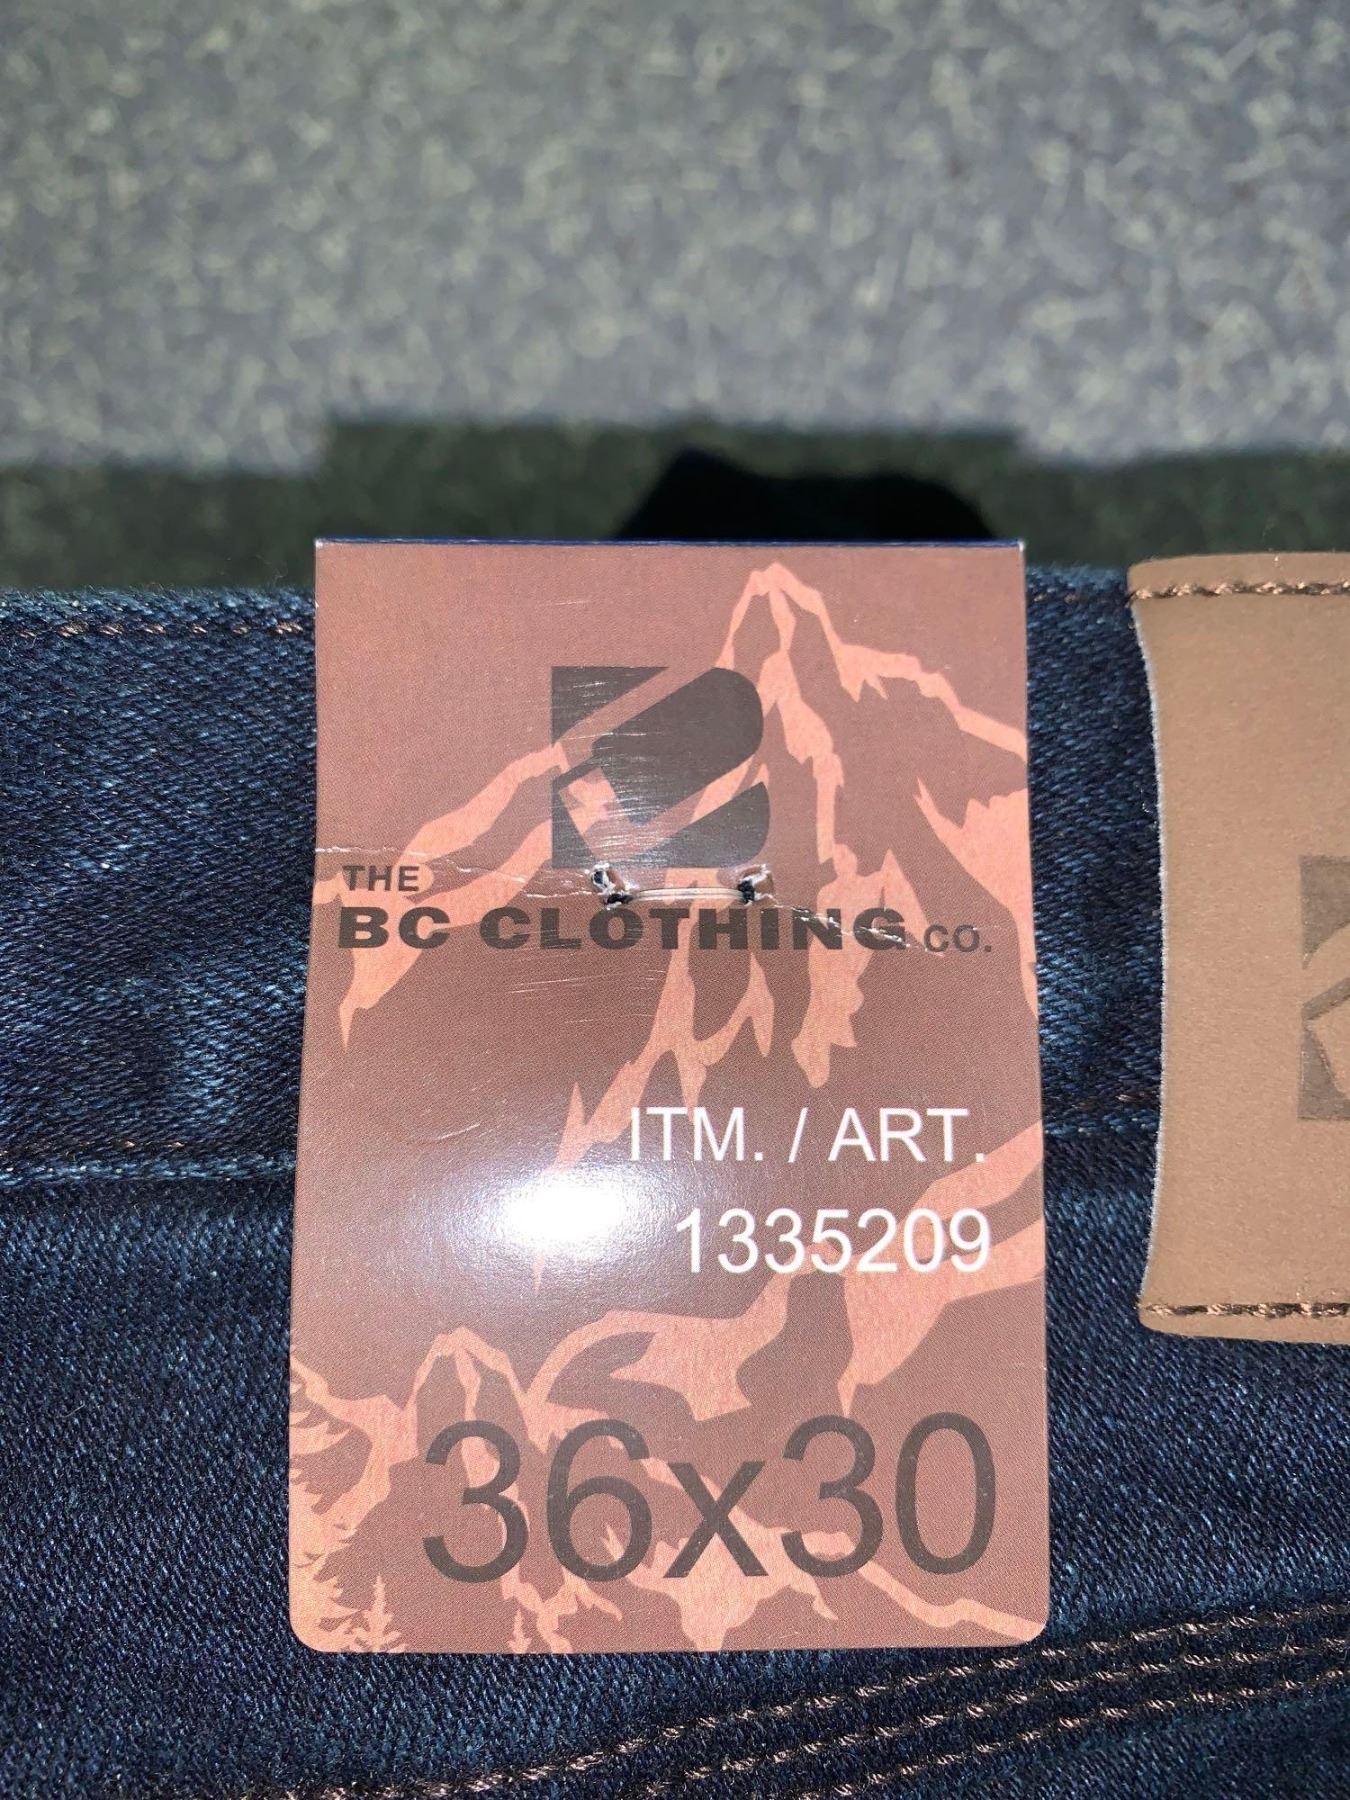 THE
BC CLOTHING CO.
ITM. / ART.
1335209
36x30